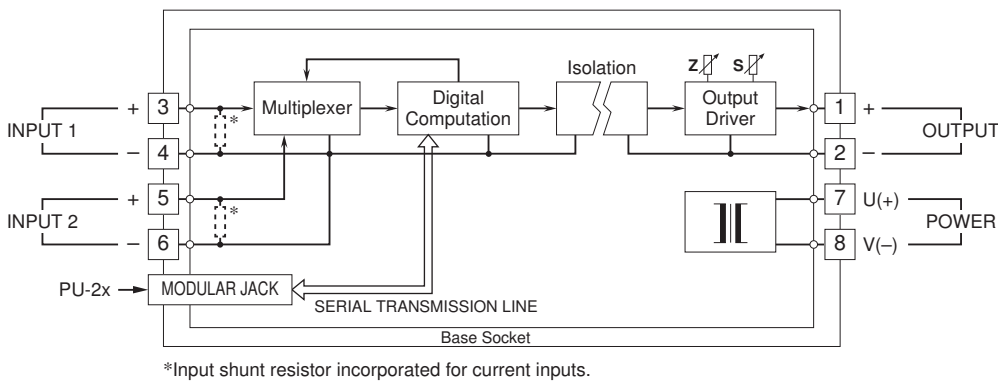 Isolation
Z
S
Multiplexer
Digital
Computation
Output
Driver
INPUT 1
+
3
*
−
4
1
+
2
−
OUTPUT
INPUT 2
+
5
*
−
6
7
U(+)
8
V(–)
POWER
PU-2x
MODULAR JACK
SERIAL TRANSMISSION LINE
Base Socket
*Input shunt resistor incorporated for current inputs.